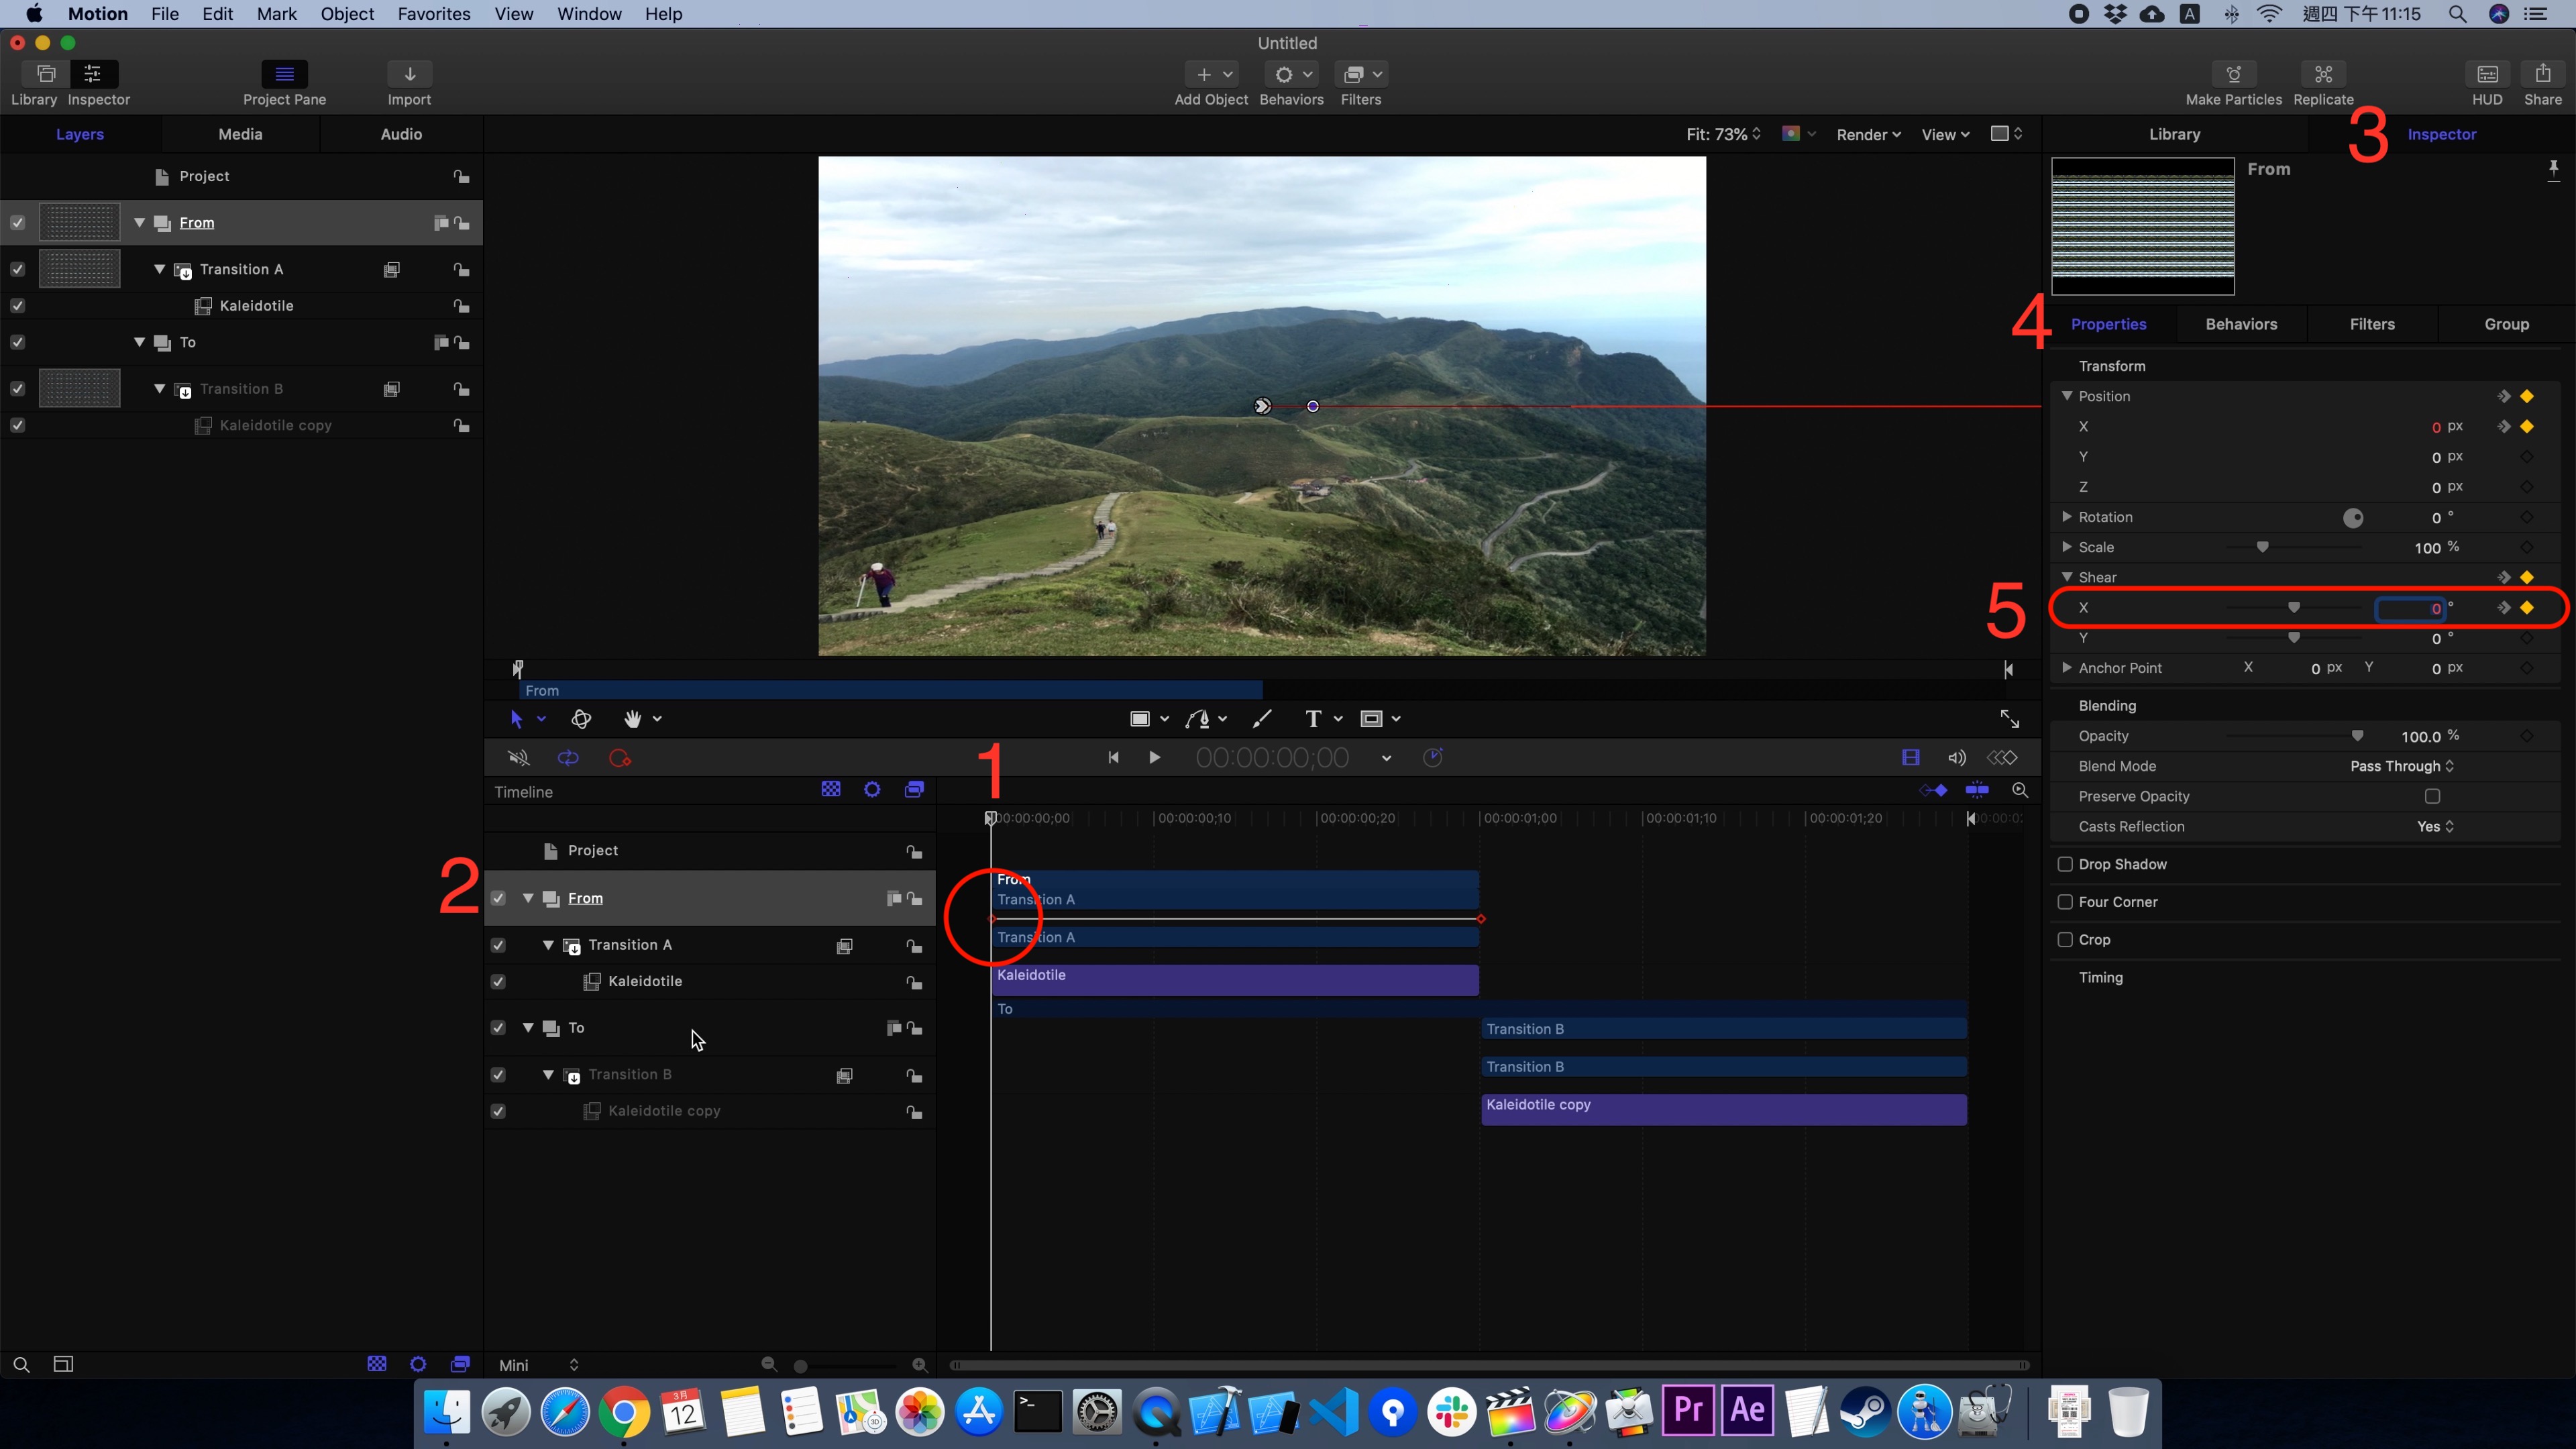 Motion File Edit Mark Object Favorites View Window Help
A 週四 下午 11:15
Untitled
Library Inspector Project Pane Import Add Object Behaviors Filters Make Particles Replicate HUD Share
3
Layers Media Audio Fit: 73% Render View Library Inspector
Project
From
From
Transition A
Kaleidotile
To
Transition B
Kaleidotile copy
4
Properties Behaviors Filters Group
Transform
Position
X 0 px
Y 0 px
Z 0 px
Rotation 0 °
Scale 100 %
Shear
5
X 0 °
Y 0 °
Anchor Point X 0 px Y 0 px
Blending
Opacity 100.0 %
Blend Mode Pass Through
Preserve Opacity
Casts Reflection Yes
Drop Shadow
Four Corner
Crop
Timing
From
T
00:00:00;00
1
Timeline
00:00:00;00 00:00:00;10 00:00:00;20 00:00:01;00 00:00:01;10 00:00:01;20
Project
2
From
Transition A
Kaleidotile
To
Transition B
Kaleidotile copy
From
Transition A
Transition A
Kaleidotile
To
Transition B
Transition B
Kaleidotile copy
Mini
3月
12
3D
Pr
Ae